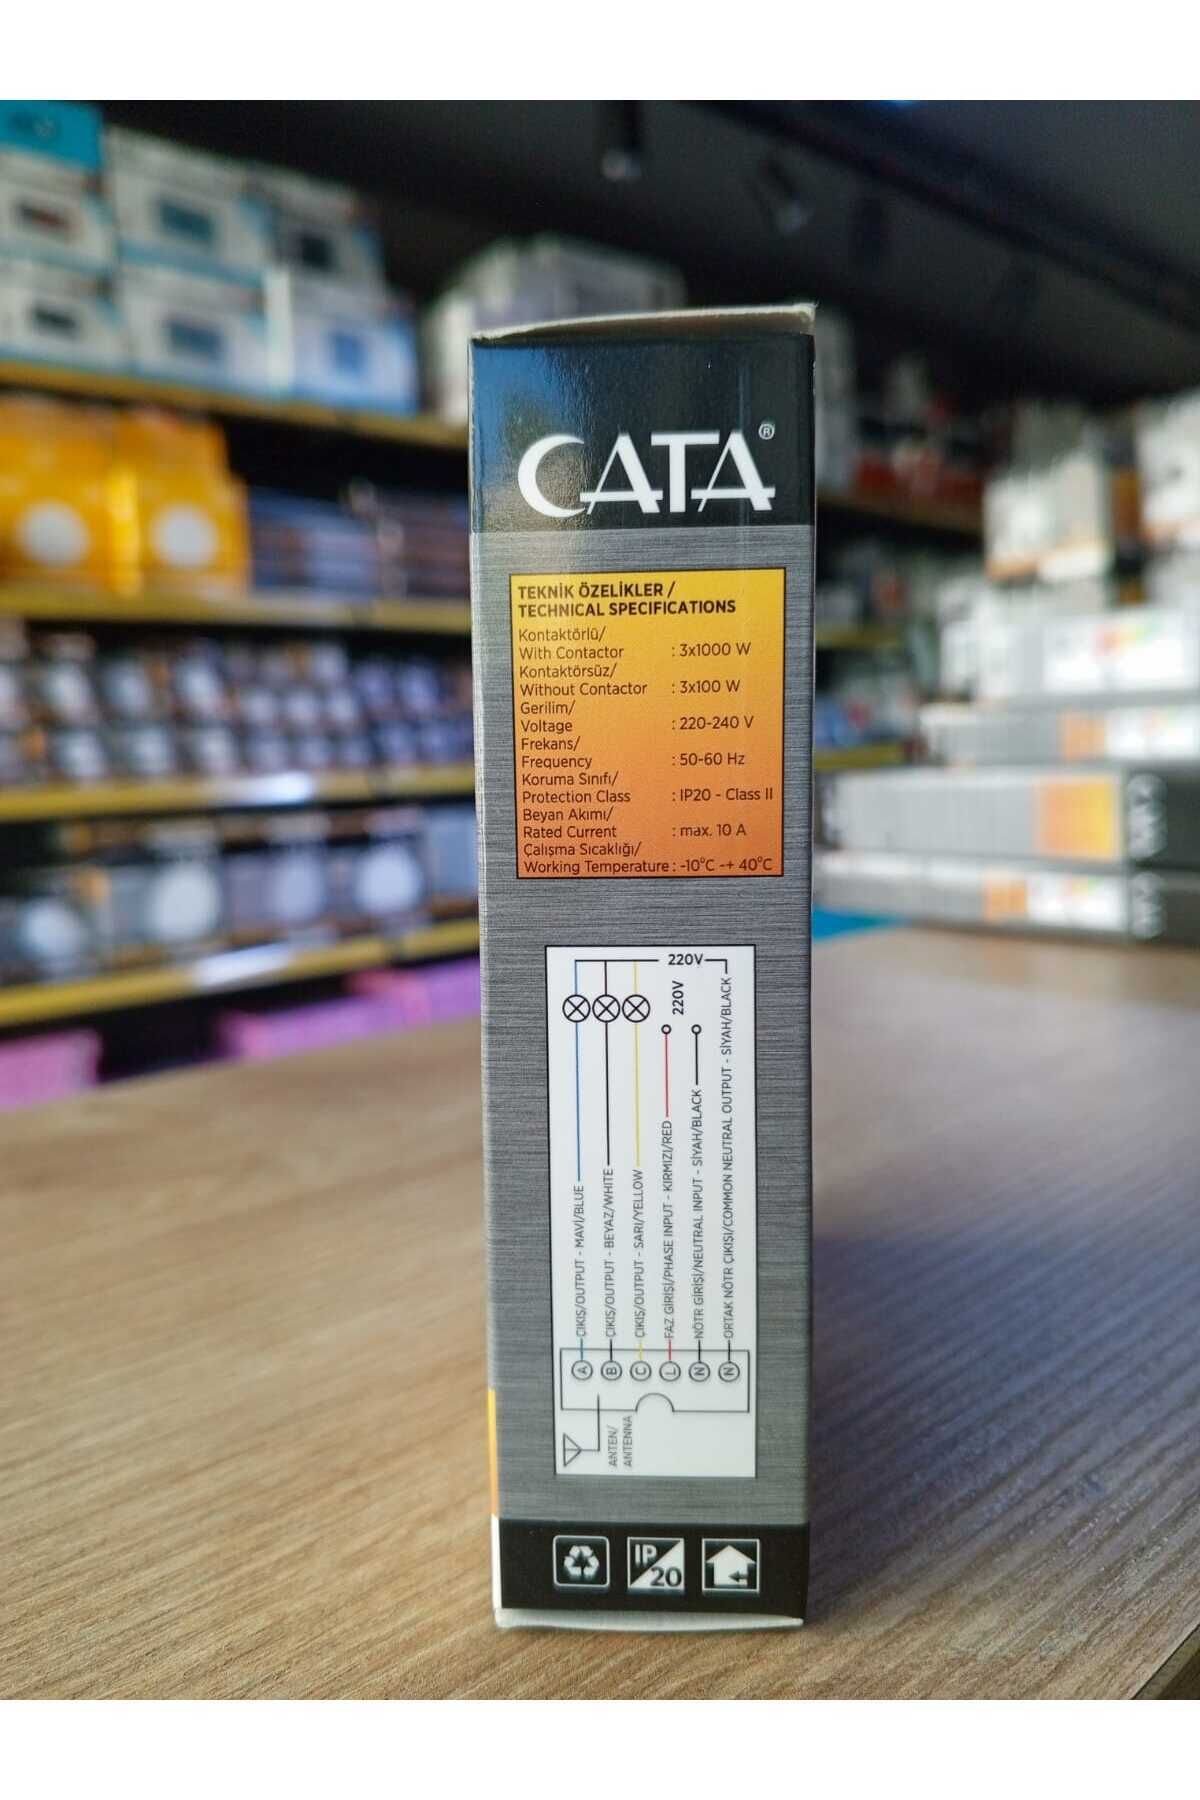 CATA®
TEKNİK ÖZELİKLER /
TECHNICAL SPECIFICATIONS
Kontaktörlü/
With Contactor : 3x1000 W
Kontaktörsüz/
Without Contactor : 3x100 W
Gerilim/
Voltage : 220-240 V
Frekans/
Frequency : 50-60 Hz
Koruma Sınıfı/
Protection Class : IP20 - Class II
Beyan Akımı/
Rated Current : max. 10 A
Çalışma Sıcaklığı/
Working Temperature : -10°C -+ 40°C
220V
220V
A ÇIKIŞ/OUTPUT - MAVİ/BLUE
B ÇIKIŞ/OUTPUT - BEYAZ/WHITE
C ÇIKIŞ/OUTPUT - SARI/YELLOW
L FAZ GİRİŞİ/PHASE INPUT - KIRMIZI/RED
N NÖTR GİRİŞİ/NEUTRAL INPUT - SİYAH/BLACK
N ORTAK NÖTR ÇIKIŞI/COMMON NEUTRAL OUTPUT - SİYAH/BLACK
ANTEN/
ANTENNA
IP
20
CATA